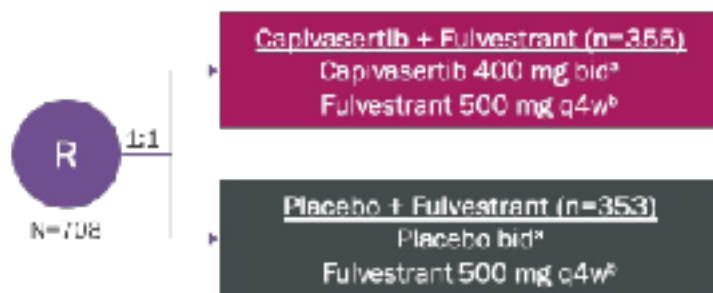 R
1:1
N=708
Capivasertib + Fulvestrant (n=355)
Capivasertib 400 mg bidᵃ
Fulvestrant 500 mg q4wᵇ
Placebo + Fulvestrant (n=353)
Placebo bidᵃ
Fulvestrant 500 mg q4wᵇ